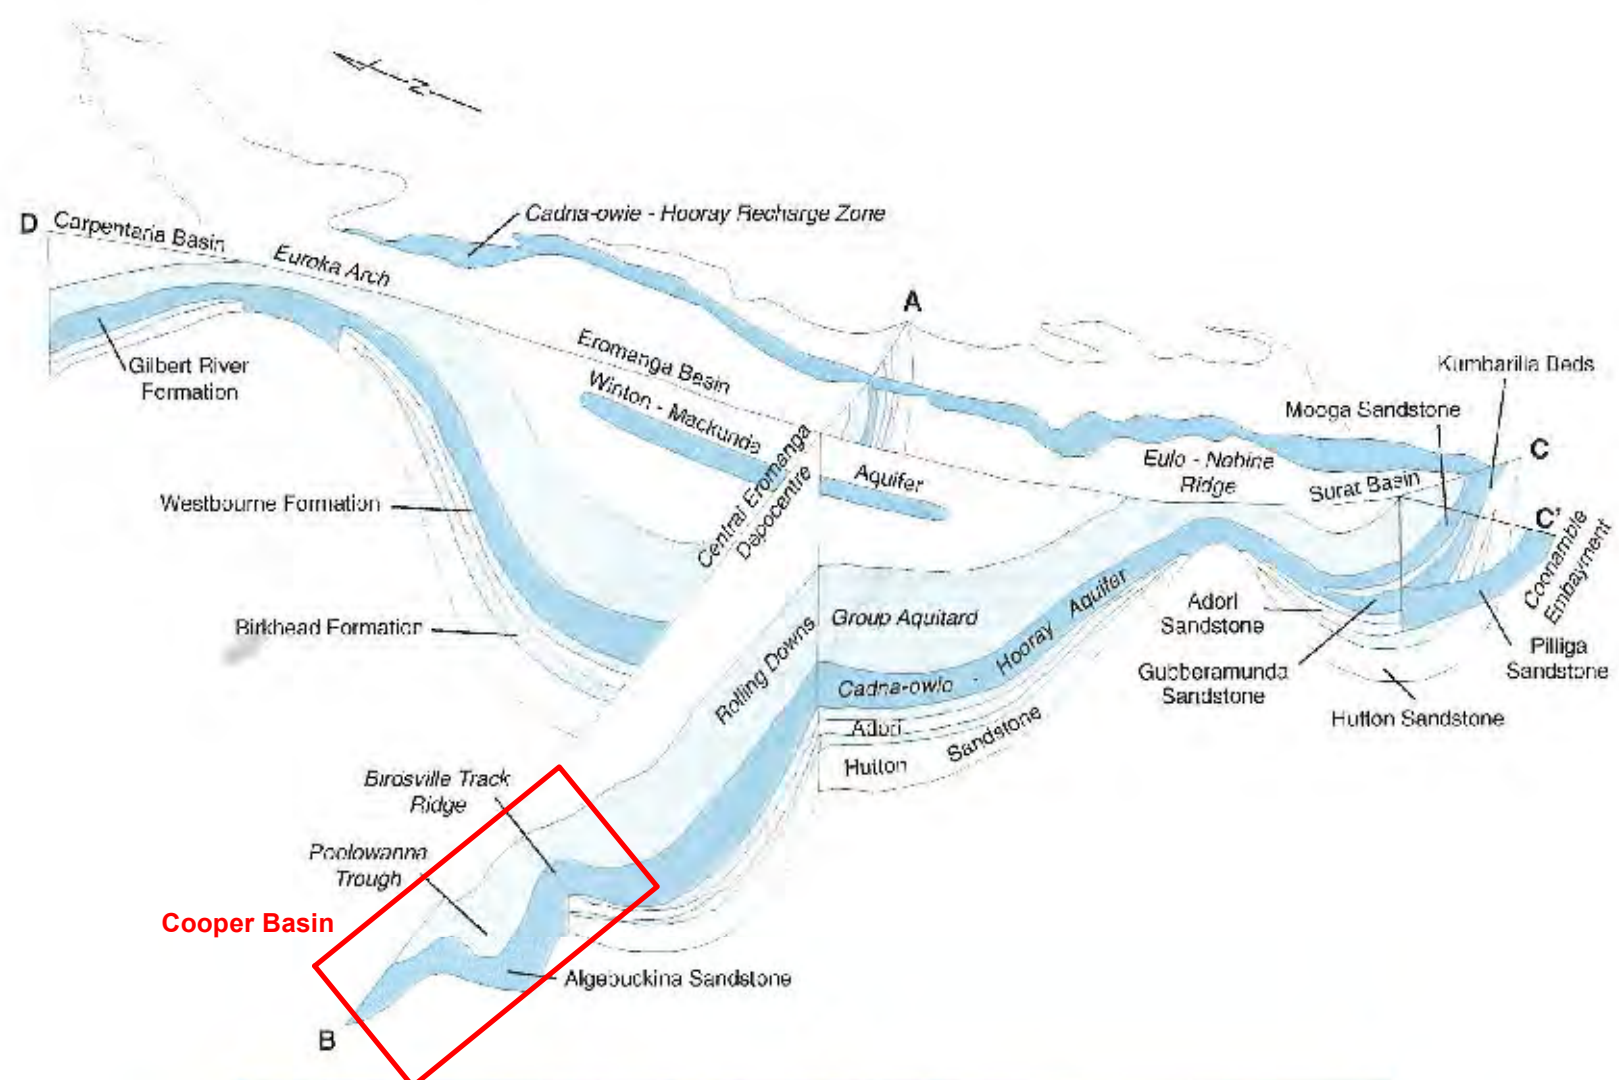 N
Cadna-owie - Hooray Recharge Zone
D
Carpentaria Basin
Euroka Arch
A
Gilbert River
Formation
Eromanga Basin
Winton - Mackunda
Aquifer
Central Eromanga
Depocentre
Kumbarilla Beds
Mooga Sandstone
C
Eulo - Nebine
Ridge
Surat Basin
C'
Coonamble
Embayment
Westbourne Formation
Birkhead Formation
Rolling Downs
Group Aquitard
Cadna-owie - Hooray Aquifer
Adori
Hutton Sandstone
Adori
Sandstone
Gubberamunda
Sandstone
Pilliga
Sandstone
Hutton Sandstone
Birdsville Track
Ridge
Poolowanna
Trough
Cooper Basin
Algebuckina Sandstone
B